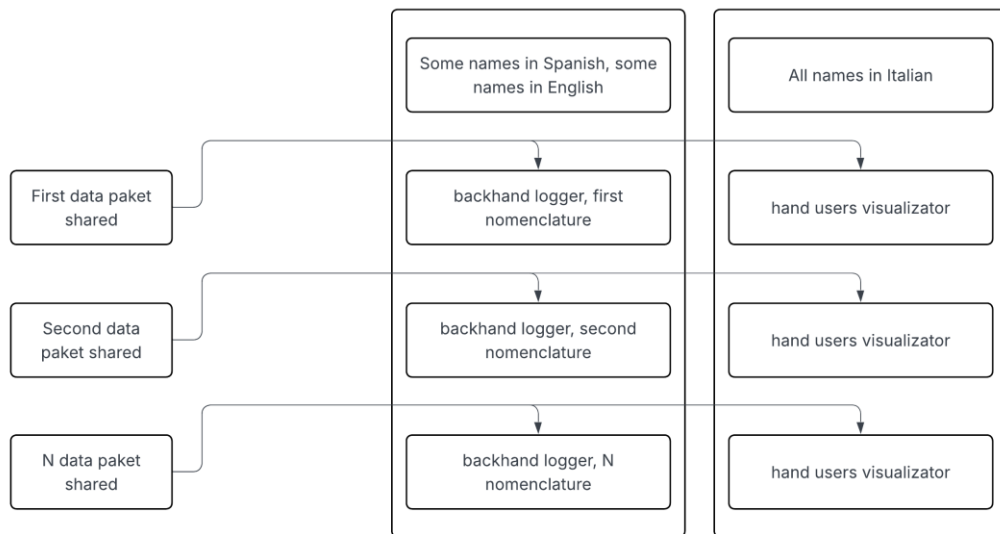 Some names in Spanish, some
names in English
All names in Italian
First data paket
shared
backhand logger, first
nomenclature
hand users visualizator
Second data
paket shared
backhand logger, second
nomenclature
hand users visualizator
N data paket
shared
backhand logger, N
nomenclature
hand users visualizator